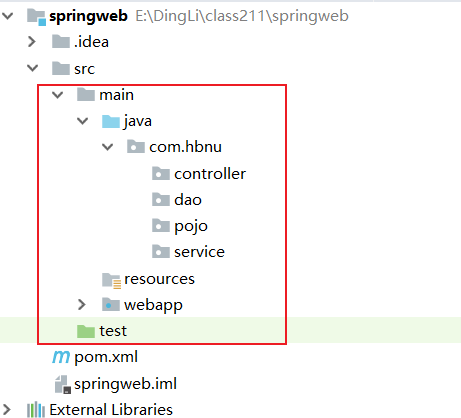 springweb E:\DingLi\class211\springweb
.idea
src
main
java
com.hbnu
controller
dao
pojo
service
resources
webapp
test
pom.xml
springweb.iml
External Libraries